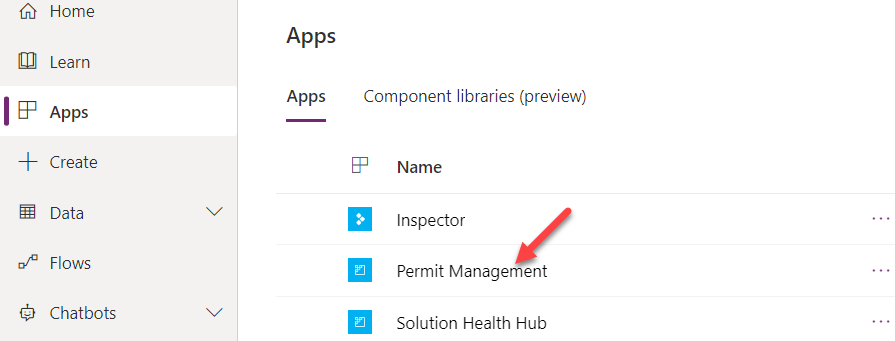 Home
Learn
Apps
Create
Data
Flows
Chatbots
Apps
Apps Component libraries (preview)
Name
Inspector ...
Permit Management ...
Solution Health Hub ...